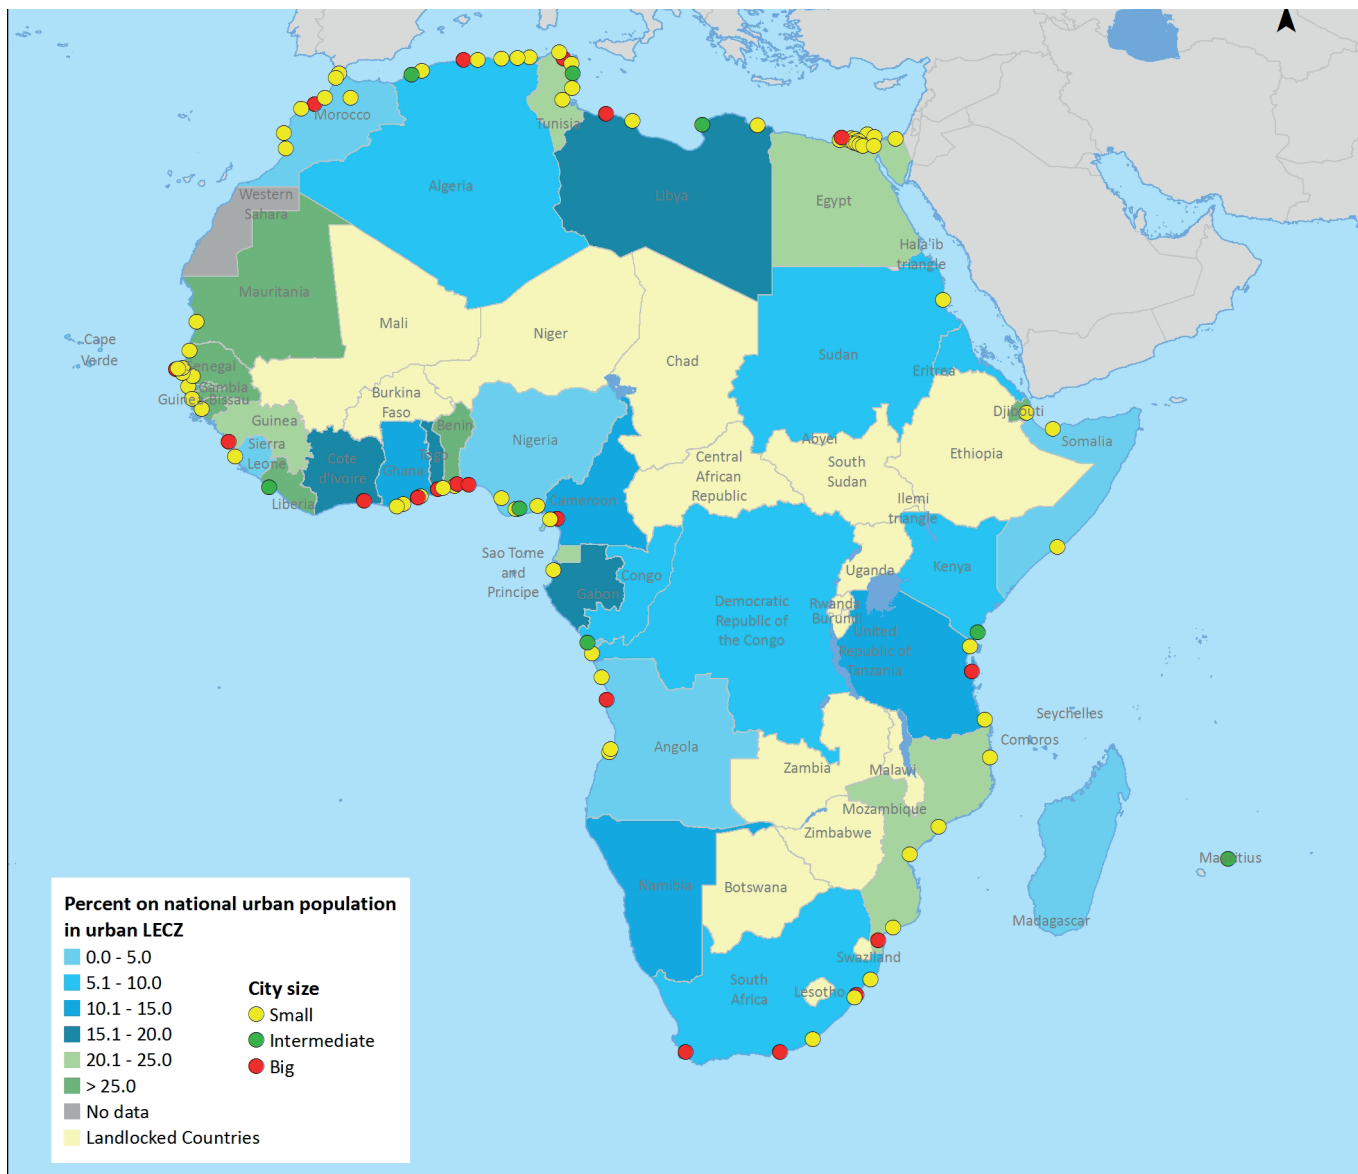 Morocco
Tunisia
Algeria
Libya
Egypt
Western
Sahara
Hala'ib
triangle
Mauritania
Mali
Niger
Chad
Sudan
Eritrea
Cape
Verde
Senegal
Gambia
Guinea-Bissau
Burkina
Faso
Guinea
Benin
Nigeria
Djibouti
Somalia
Abyei
Ethiopia
Sierra
Leone
Cote
d'Ivoire
Ghana
Togo
Central
African
Republic
South
Sudan
Liberia
Cameroon
Ilemi
triangle
Sao Tome
and
Principe
Congo
Gabon
Uganda
Kenya
Democratic
Republic of
the Congo
Rwanda
Burundi
United
Republic of
Tanzania
Seychelles
Comoros
Angola
Zambia
Malawi
Mozambique
Zimbabwe
Mauritius
Namibia
Botswana
Madagascar
Swaziland
South
Africa
Lesotho
Percent on national urban population
in urban LECZ
0.0 - 5.0
5.1 - 10.0
10.1 - 15.0
15.1 - 20.0
20.1 - 25.0
> 25.0
No data
Landlocked Countries
City size
Small
Intermediate
Big